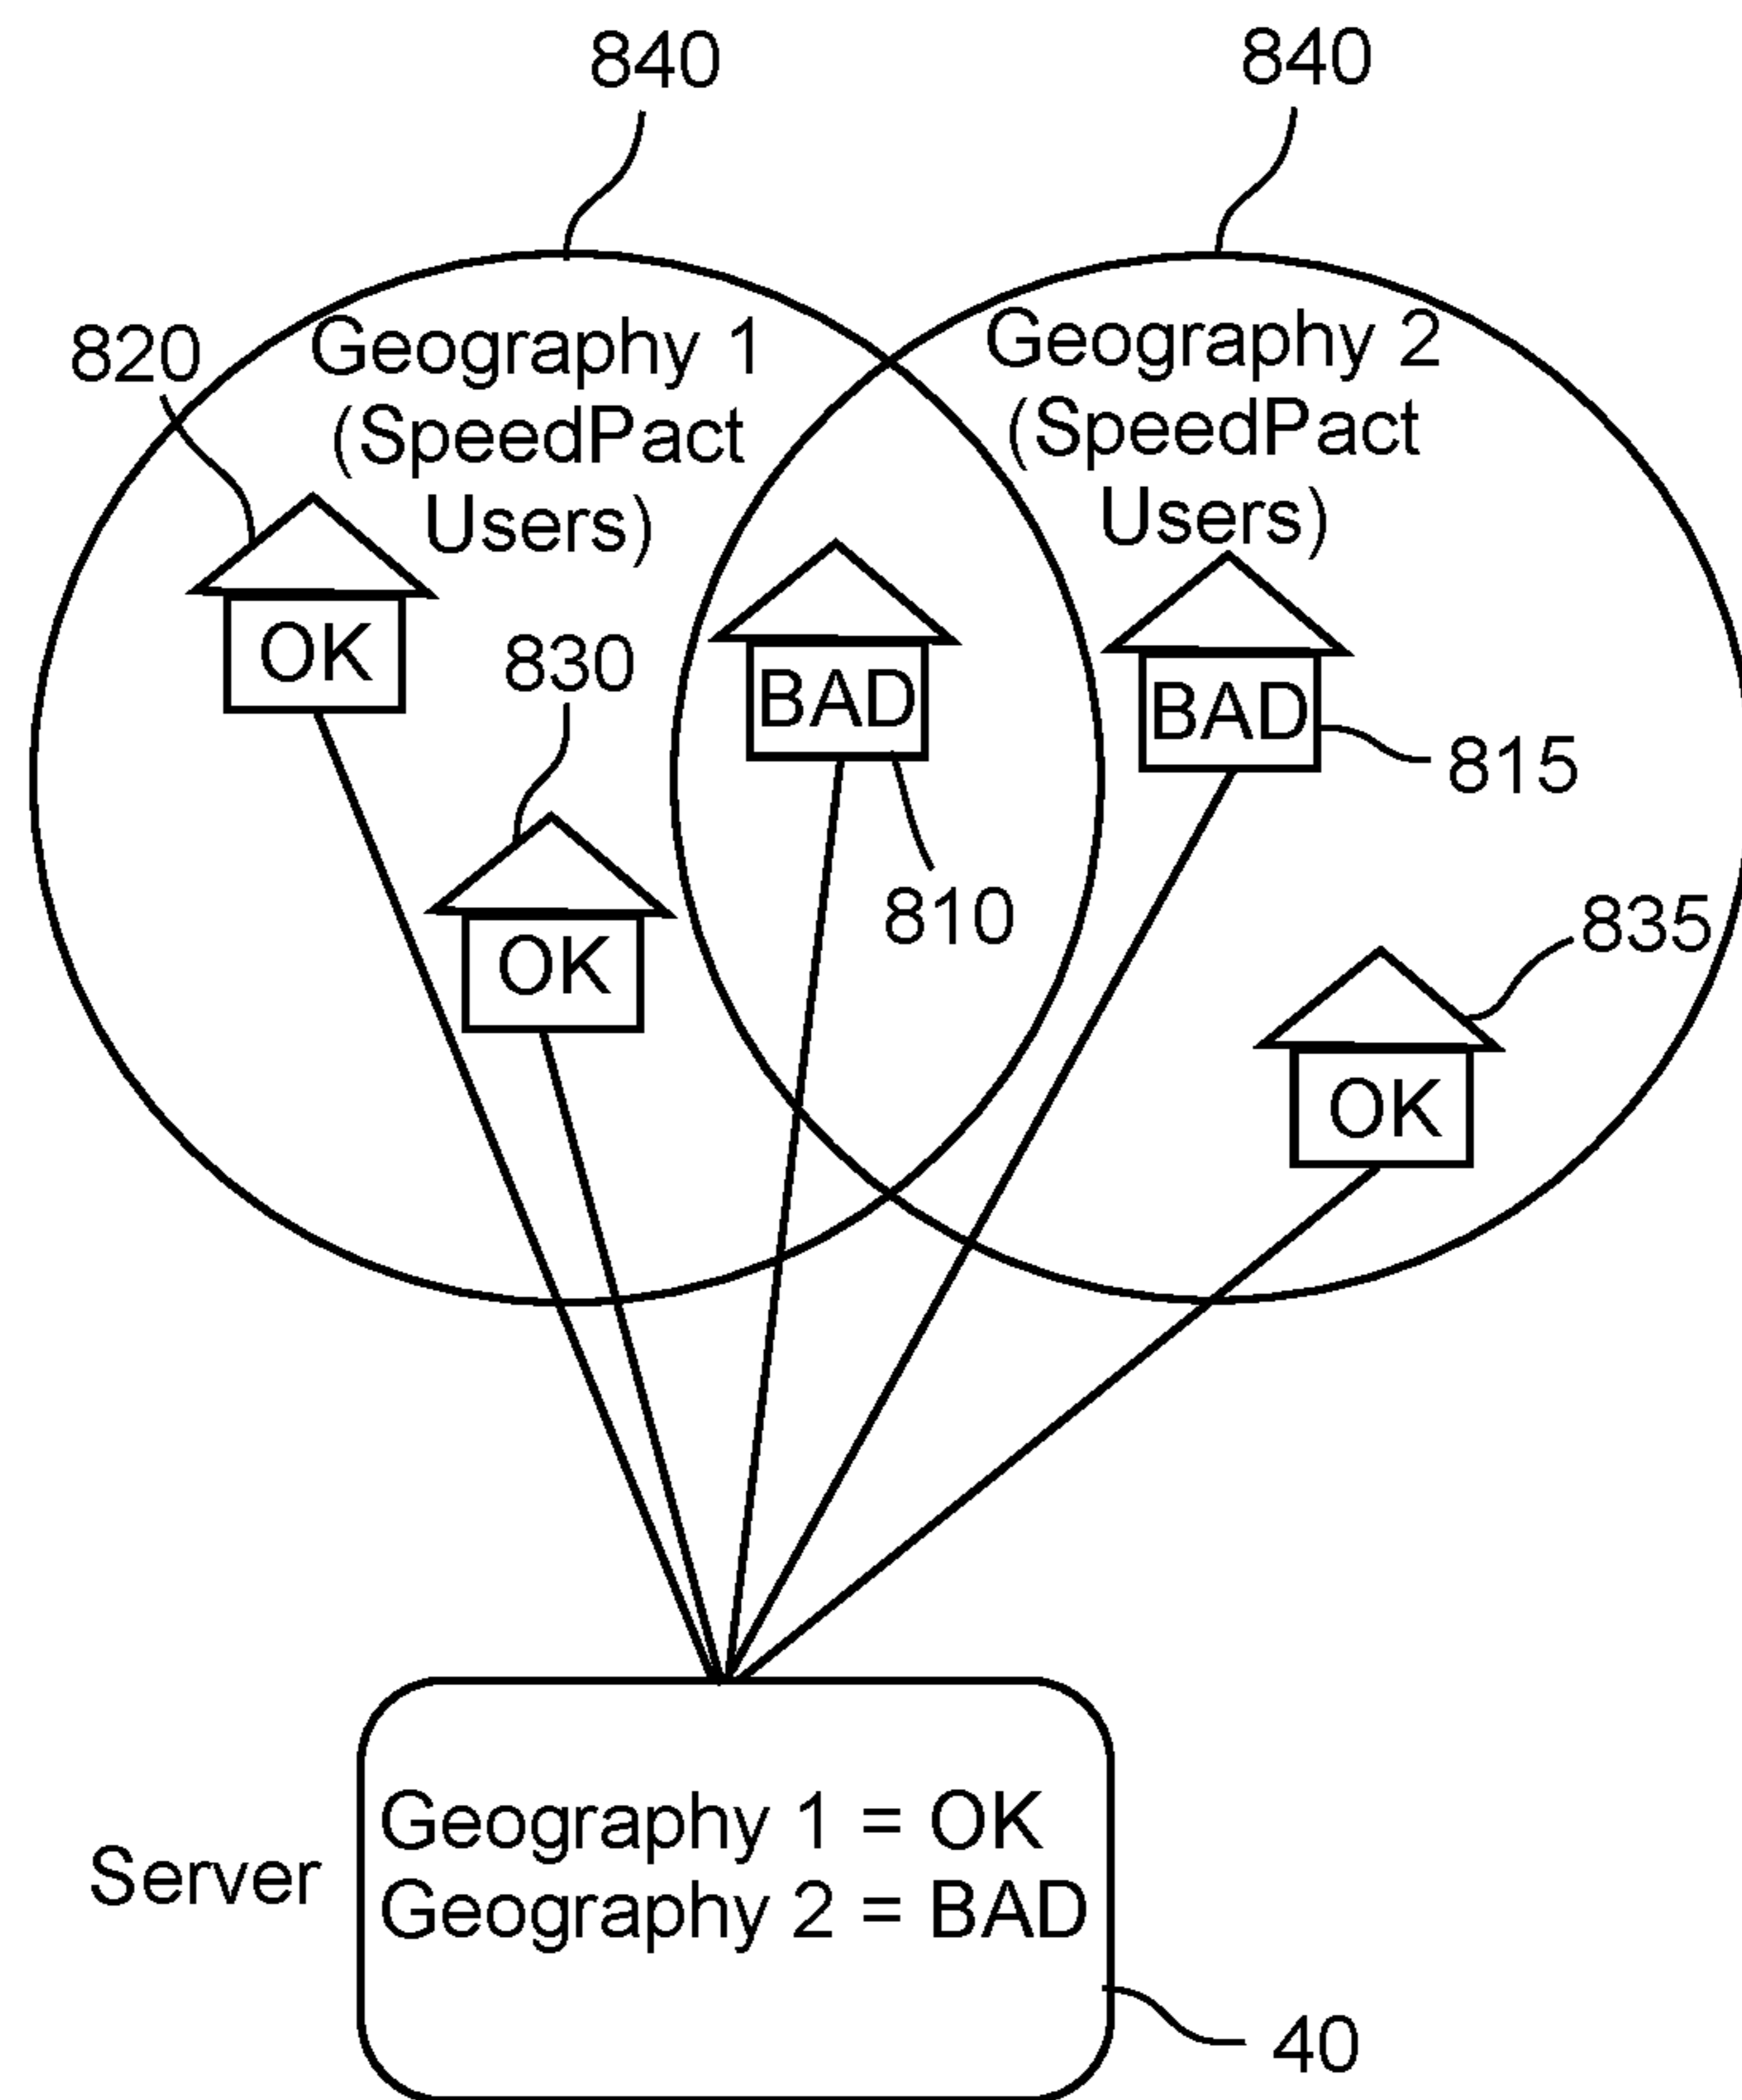 840
840
820
Geography 1
(SpeedPact
Users)
Geography 2
(SpeedPact
Users)
OK
830
BAD
BAD
815
810
835
OK
OK
Server
Geography 1 = OK
Geography 2 = BAD
40